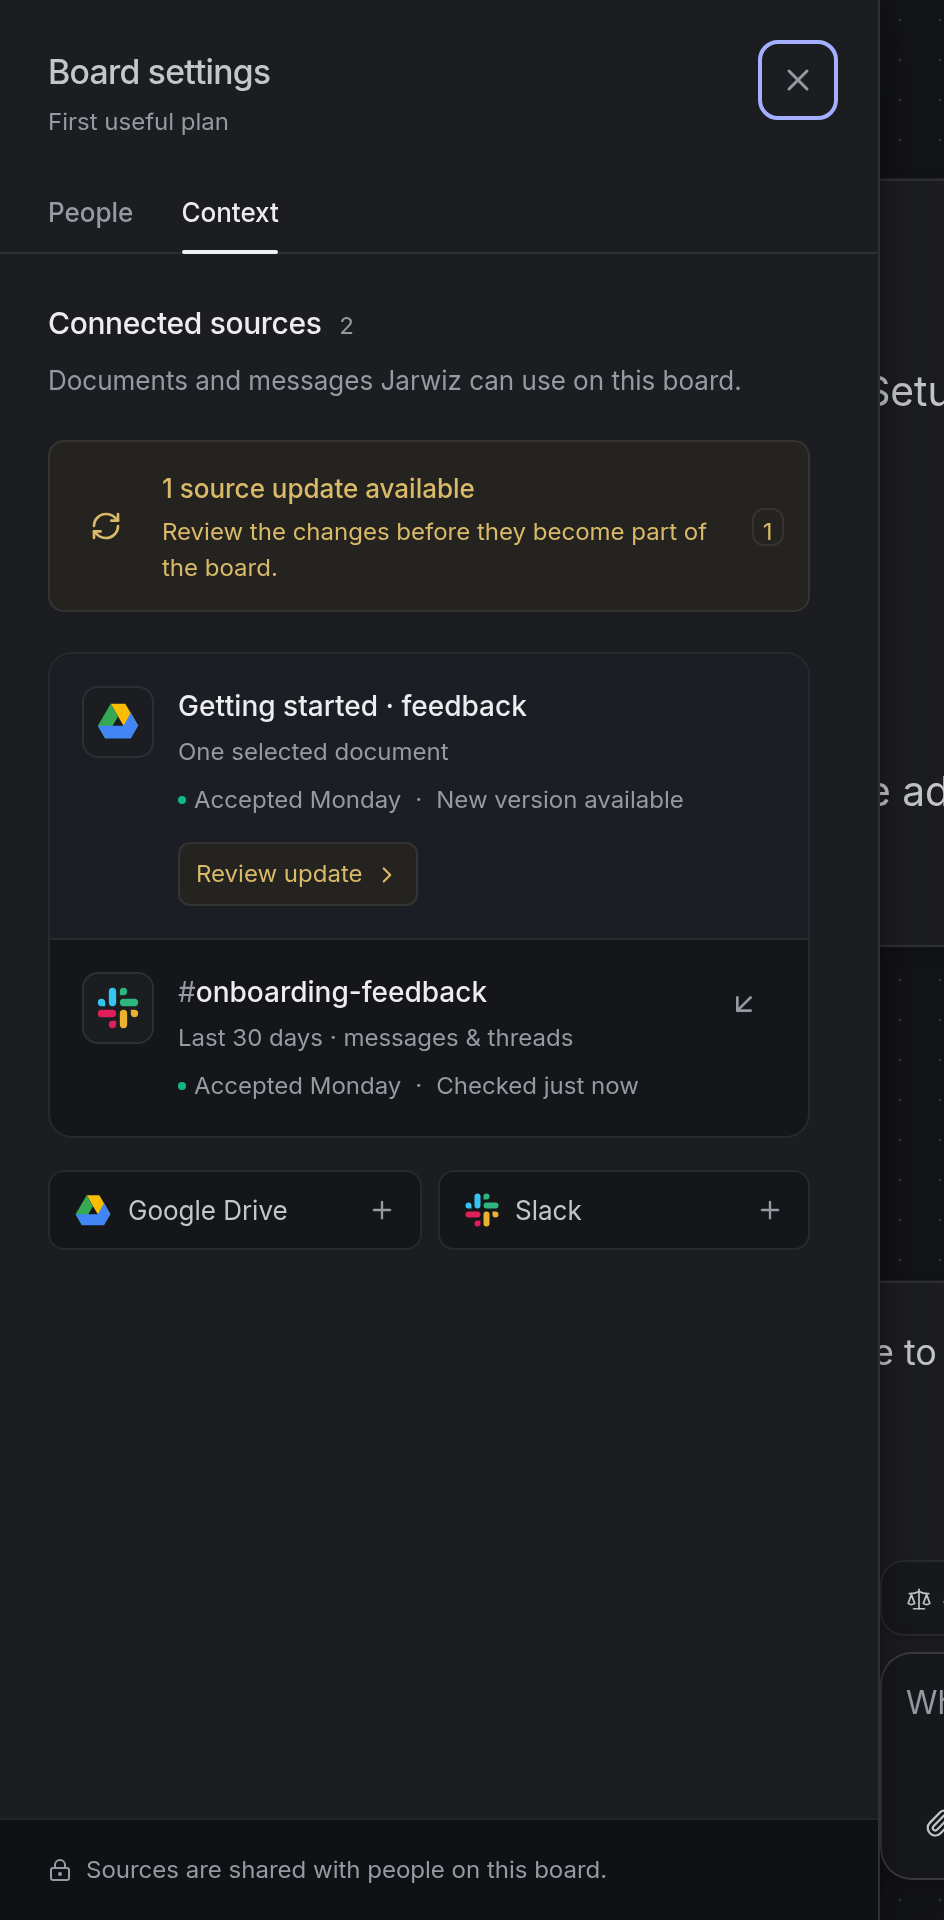 Board settings
First useful plan
People Context
Connected sources 2
Documents and messages Jarwiz can use on this board.
1 source update available
Review the changes before they become part of
the board.
1
Getting started · feedback
One selected document
Accepted Monday · New version available
Review update
#onboarding-feedback
Last 30 days · messages & threads
Accepted Monday · Checked just now
Google Drive
Slack
Sources are shared with people on this board.
e to